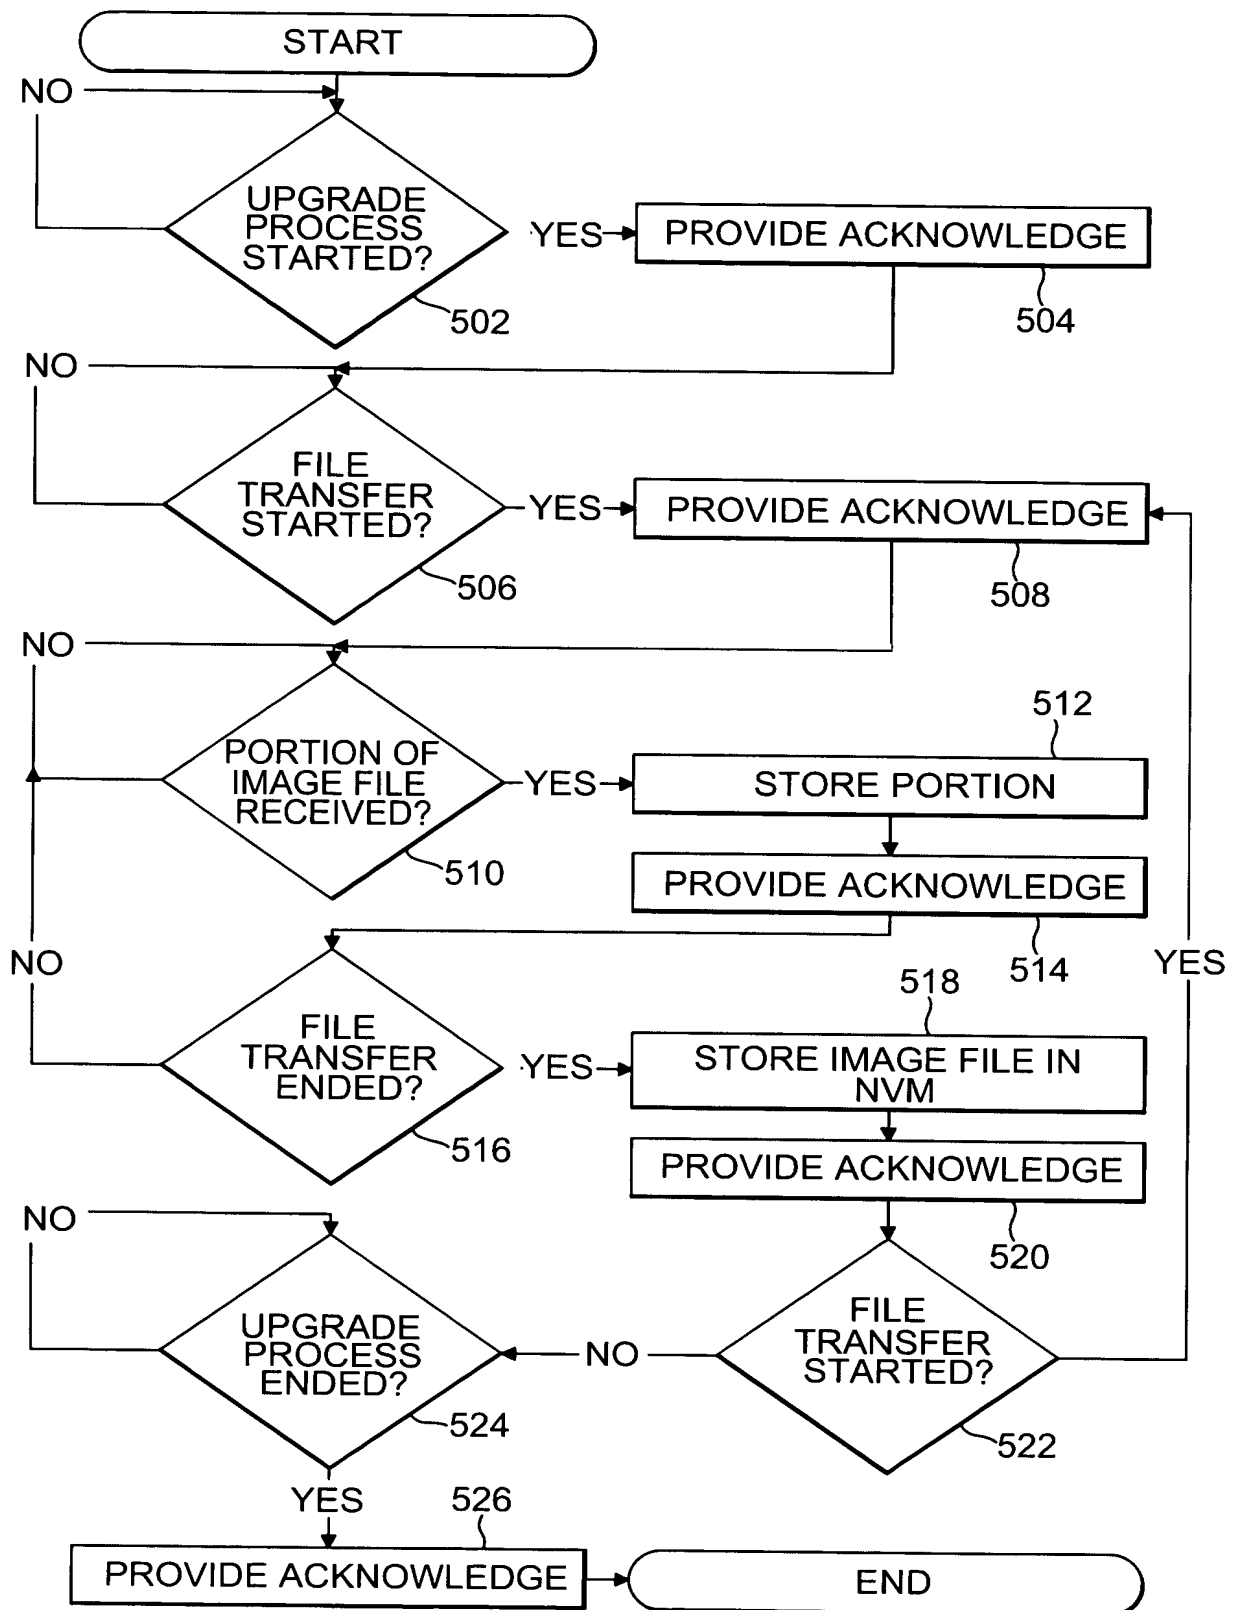 START
NO
UPGRADE
PROCESS
STARTED?
YES
PROVIDE ACKNOWLEDGE
502
504
NO
FILE
TRANSFER
STARTED?
YES
PROVIDE ACKNOWLEDGE
506
508
NO
PORTION OF
IMAGE FILE
RECEIVED?
YES
512
STORE PORTION
510
PROVIDE ACKNOWLEDGE
514
NO
YES
FILE
TRANSFER
ENDED?
YES
518
STORE IMAGE FILE IN
NVM
516
PROVIDE ACKNOWLEDGE
520
NO
UPGRADE
PROCESS
ENDED?
NO
FILE
TRANSFER
STARTED?
524
522
YES
526
PROVIDE ACKNOWLEDGE
END